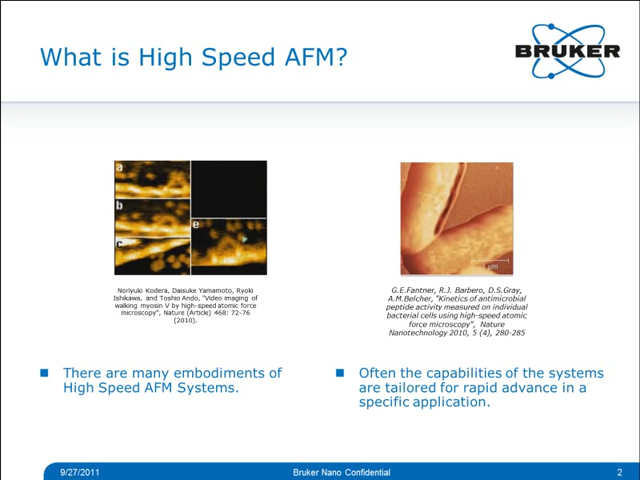 What is High Speed AFM?
BRUKER
a
b
c
e
μm
Noriyuki Kodera, Daisuke Yamamoto, Ryoki
Ishikawa, and Toshio Ando, "Video imaging of
walking myosin V by high-speed atomic force
microscopy", Nature (Article) 468: 72-76
(2010).
G.E.Fantner, R.J. Barbero, D.S.Gray,
A.M.Belcher, "Kinetics of antimicrobial
peptide activity measured on individual
bacterial cells using high-speed atomic
force microscopy", Nature
Nanotechnology 2010, 5 (4), 280-285
There are many embodiments of
High Speed AFM Systems.
Often the capabilities of the systems
are tailored for rapid advance in a
specific application.
9/27/2011
Bruker Nano Confidential
2